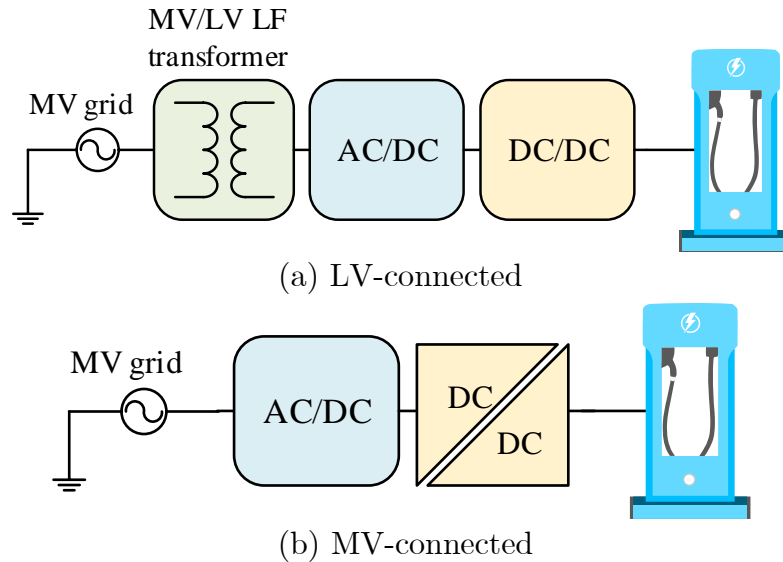 MV/LV LF
transformer
MV grid
AC/DC
DC/DC
(a) LV-connected
MV grid
AC/DC
DC
DC
(b) MV-connected